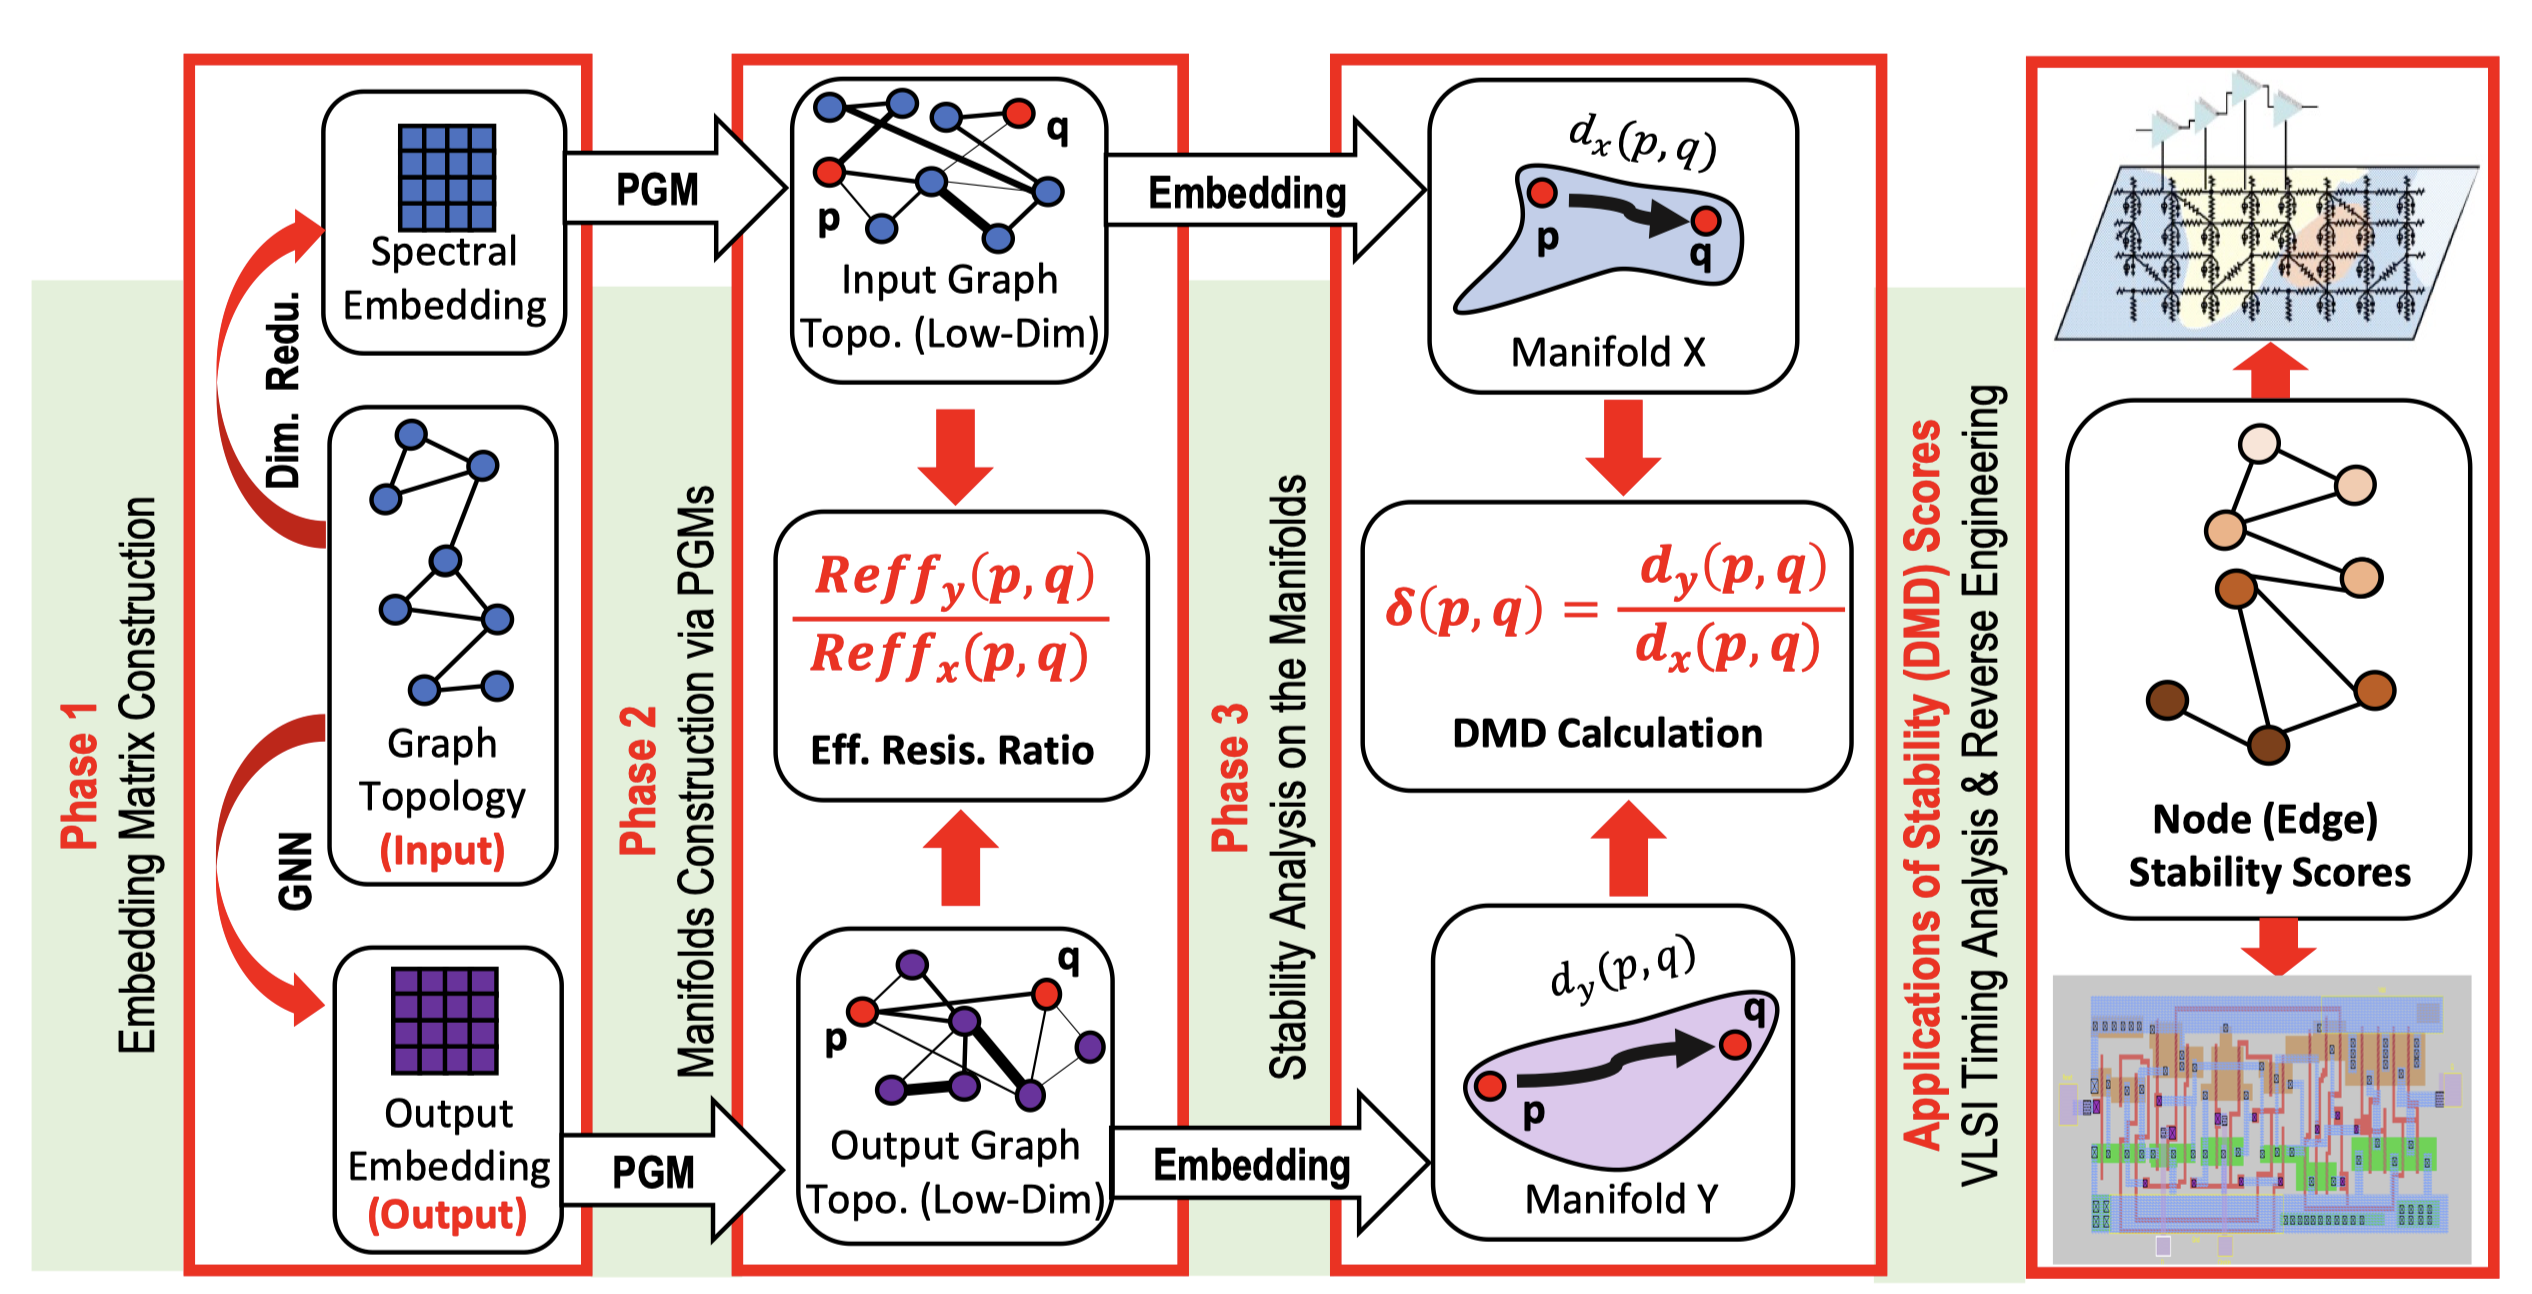 Phase 1
Embedding Matrix Construction
Spectral
Embedding
Dim. Redu.
Graph
Topology
(Input)
GNN
Output
Embedding
(Output)
PGM
PGM
Phase 2
Manifolds Construction via PGMs
q
p
Input Graph
Topo. (Low-Dim)
Reff_y(p, q)
Reff_x(p, q)
Eff. Resis. Ratio
q
p
Output Graph
Topo. (Low-Dim)
Embedding
Embedding
Phase 3
Stability Analysis on the Manifolds
d_x(p, q)
p
q
Manifold X
δ(p, q) = d_y(p, q) / d_x(p, q)
DMD Calculation
d_y(p, q)
q
p
Manifold Y
Applications of Stability (DMD) Scores
VLSI Timing Analysis & Reverse Engineering
Node (Edge)
Stability Scores